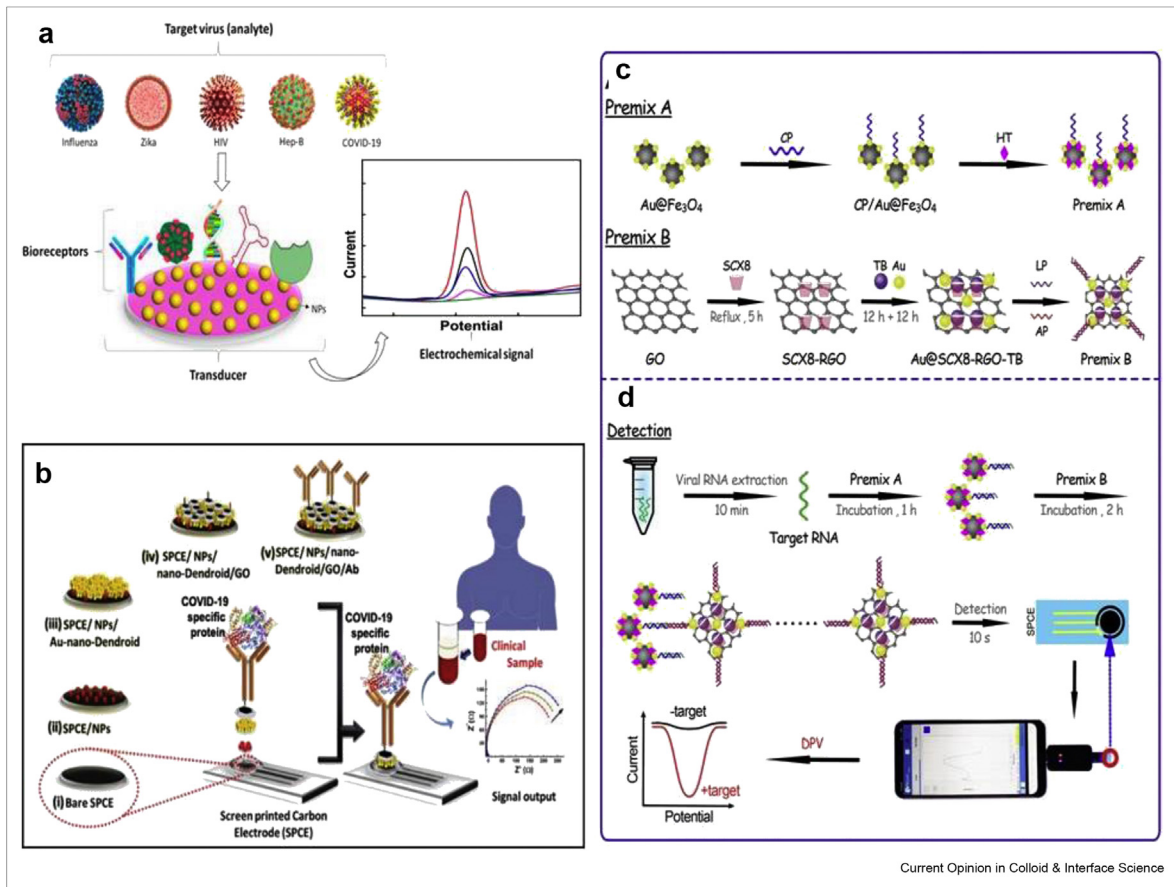 a
Target virus (analyte)
Influenza
Zika
HIV
Hep-B
COVID-19
Bioreceptors
NPs
Transducer
Current
Potential
Electrochemical signal
b
(iv) SPCE/ NPs/
nano-Dendroid/GO
(v) SPCE/NPs/nano-
Dendroid/GO/Ab
(iii) SPCE/ NPs/
Au-nano-Dendroid
(ii) SPCE/NPs
(i) Bare SPCE
COVID-19
specific
protein
COVID-19
specific
protein
Clinical
Sample
Z' (Ω)
Signal output
Screen printed Carbon
Electrode (SPCE)
c
Premix A
Au@Fe₃O₄
CP
CP/Au@Fe₃O₄
HT
Premix A
Premix B
GO
SCX8
Reflux , 5 h
SCX8-RGO
TB Au
12 h + 12 h
Au@SCX8-RGO-TB
LP
AP
Premix B
d
Detection
Viral RNA extraction
10 min
Target RNA
Premix A
Incubation , 1 h
Premix B
Incubation , 2 h
Detection
10 s
SPCE
DPV
Current
-target
+target
Potential
Current Opinion in Colloid & Interface Science